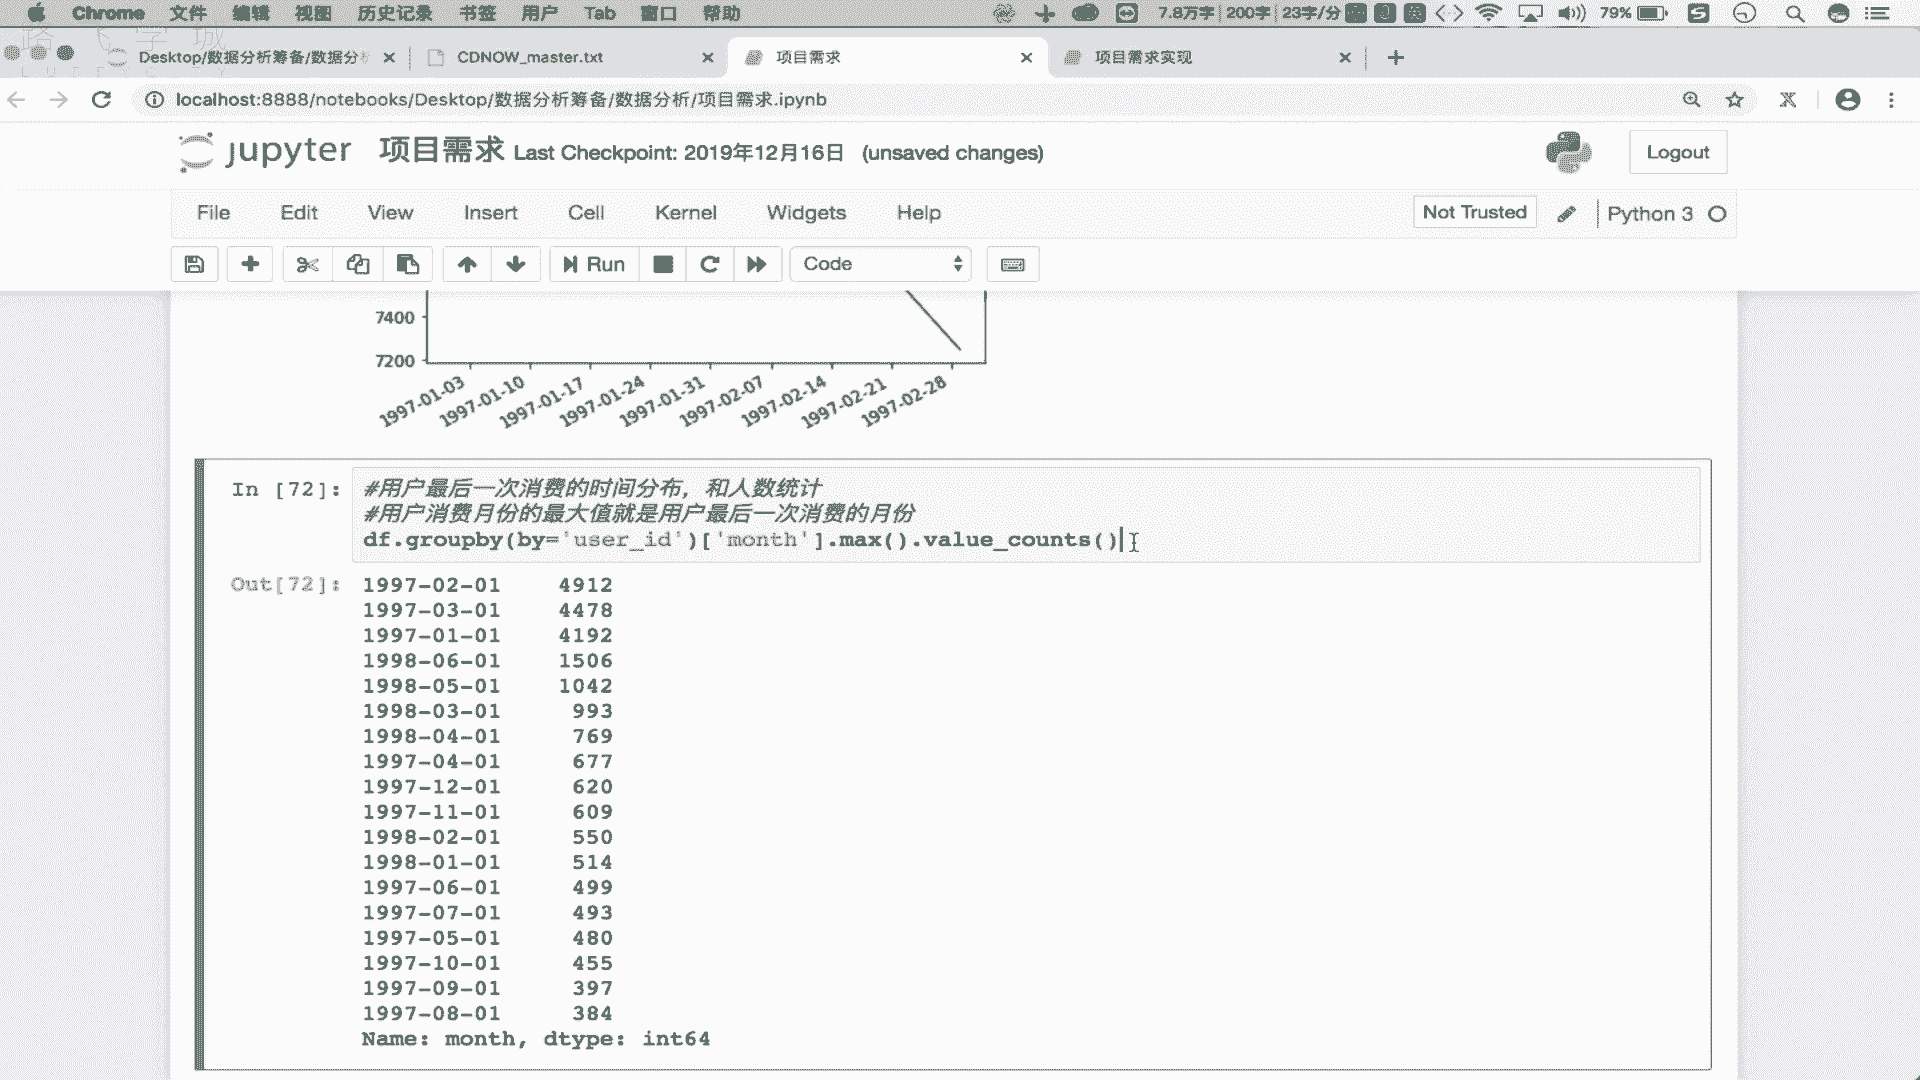 Chrome 文件 编辑 视图 历史记录 书签 用户 Tab 窗口 帮助 7.8万字 200字 23字/分 79%
Desktop/数据分析筹备/数据分 CDNOW_master.txt 项目需求 项目需求实现
localhost:8888/notebooks/Desktop/数据分析筹备/数据分析/项目需求.ipynb
jupyter 项目需求 Last Checkpoint: 2019年12月16日 (unsaved changes) Logout
File Edit View Insert Cell Kernel Widgets Help Not Trusted Python 3
Run Code
7400
7200
1997-01-03 1997-01-10 1997-01-17 1997-01-24 1997-01-31 1997-02-07 1997-02-14 1997-02-21 1997-02-28
In [72]: #用户最后一次消费的时间分布，和人数统计
#用户消费月份的最大值就是用户最后一次消费的月份
df.groupby(by='user_id')['month'].max().value_counts()
Out[72]: 1997-02-01 4912
1997-03-01 4478
1997-01-01 4192
1998-06-01 1506
1998-05-01 1042
1998-03-01 993
1998-04-01 769
1997-04-01 677
1997-12-01 620
1997-11-01 609
1998-02-01 550
1998-01-01 514
1997-06-01 499
1997-07-01 493
1997-05-01 480
1997-10-01 455
1997-09-01 397
1997-08-01 384
Name: month, dtype: int64